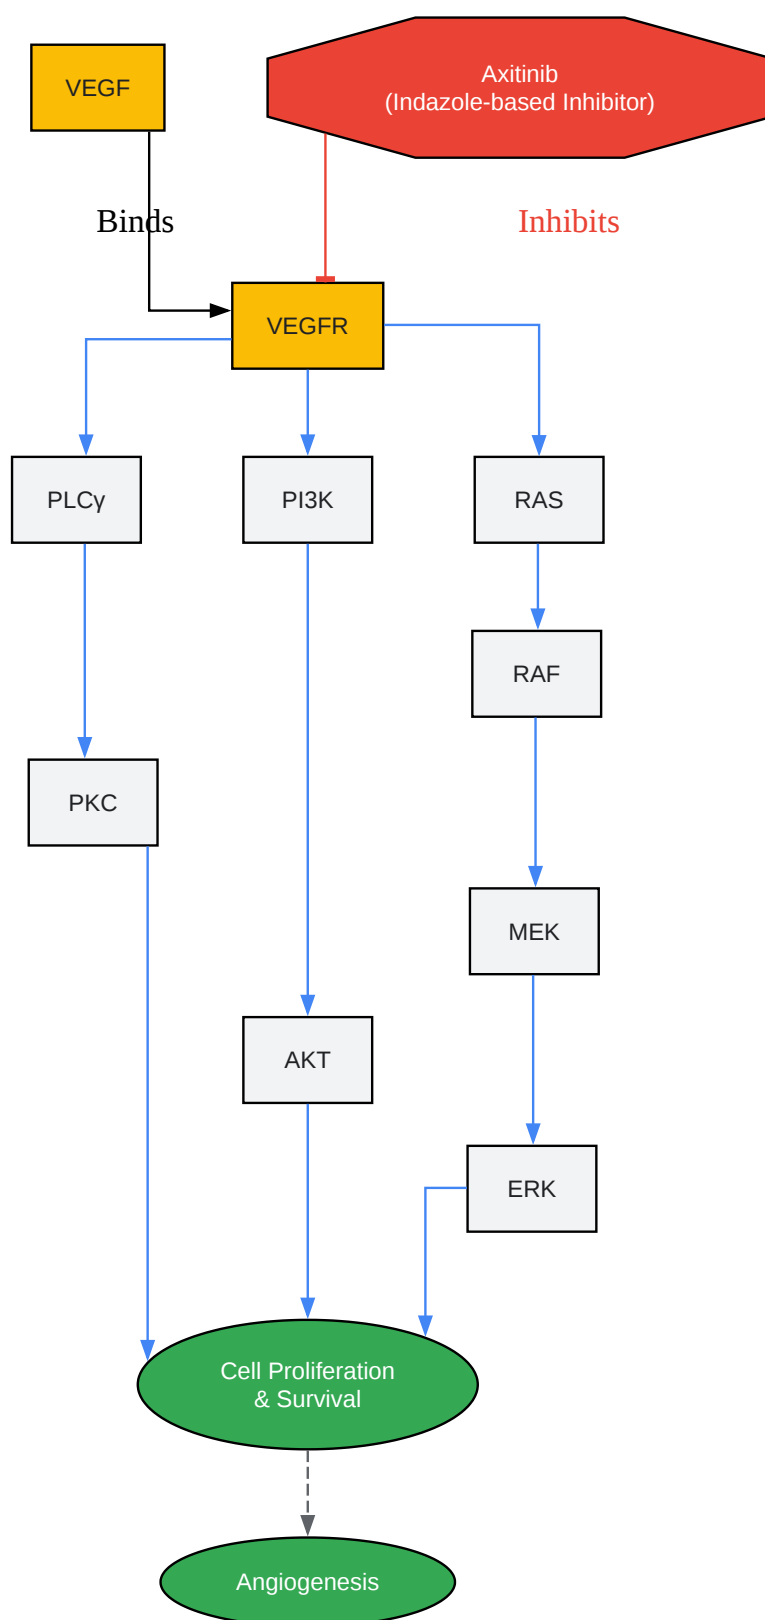 VEGF
Axitinib
(Indazole-based Inhibitor)
Binds
Inhibits
VEGFR
PLCγ
PI3K
RAS
RAF
PKC
MEK
AKT
ERK
Cell Proliferation
& Survival
Angiogenesis